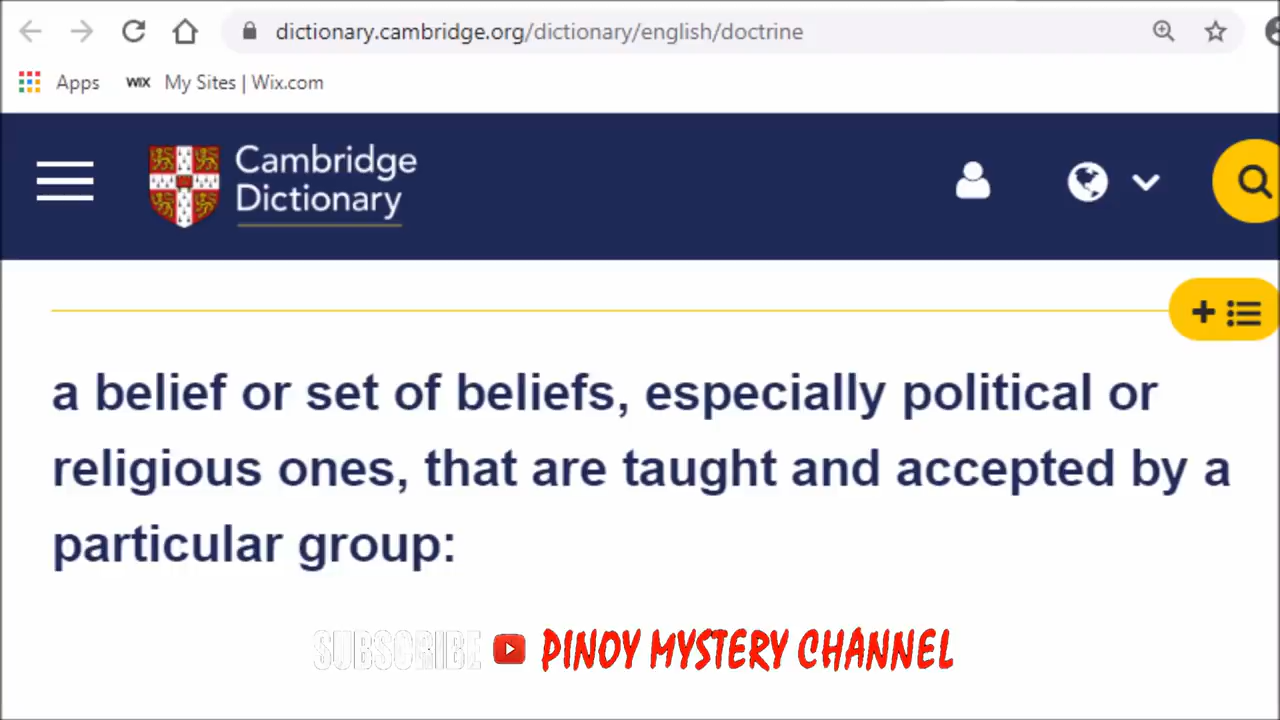 dictionary.cambridge.org/dictionary/english/doctrine
Apps WIX My Sites | Wix.com
Cambridge
Dictionary
a belief or set of beliefs, especially political or
religious ones, that are taught and accepted by a
particular group:
SUBSCRIBE PINOY MYSTERY CHANNEL